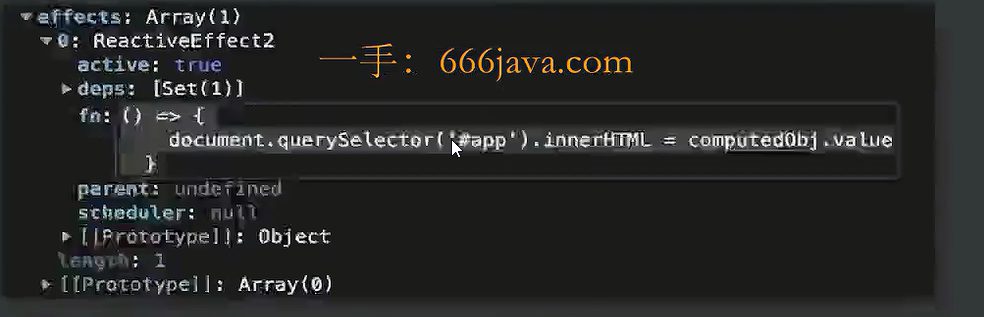 effects: Array(1)
0: ReactiveEffect2
一手：666java.com
active: true
deps: [Set(1)]
fn: () => {
document.querySelector('#app').innerHTML = computedObj.value
}
parent: undefined
scheduler: null
[[Prototype]]: Object
length: 1
[[Prototype]]: Array(0)